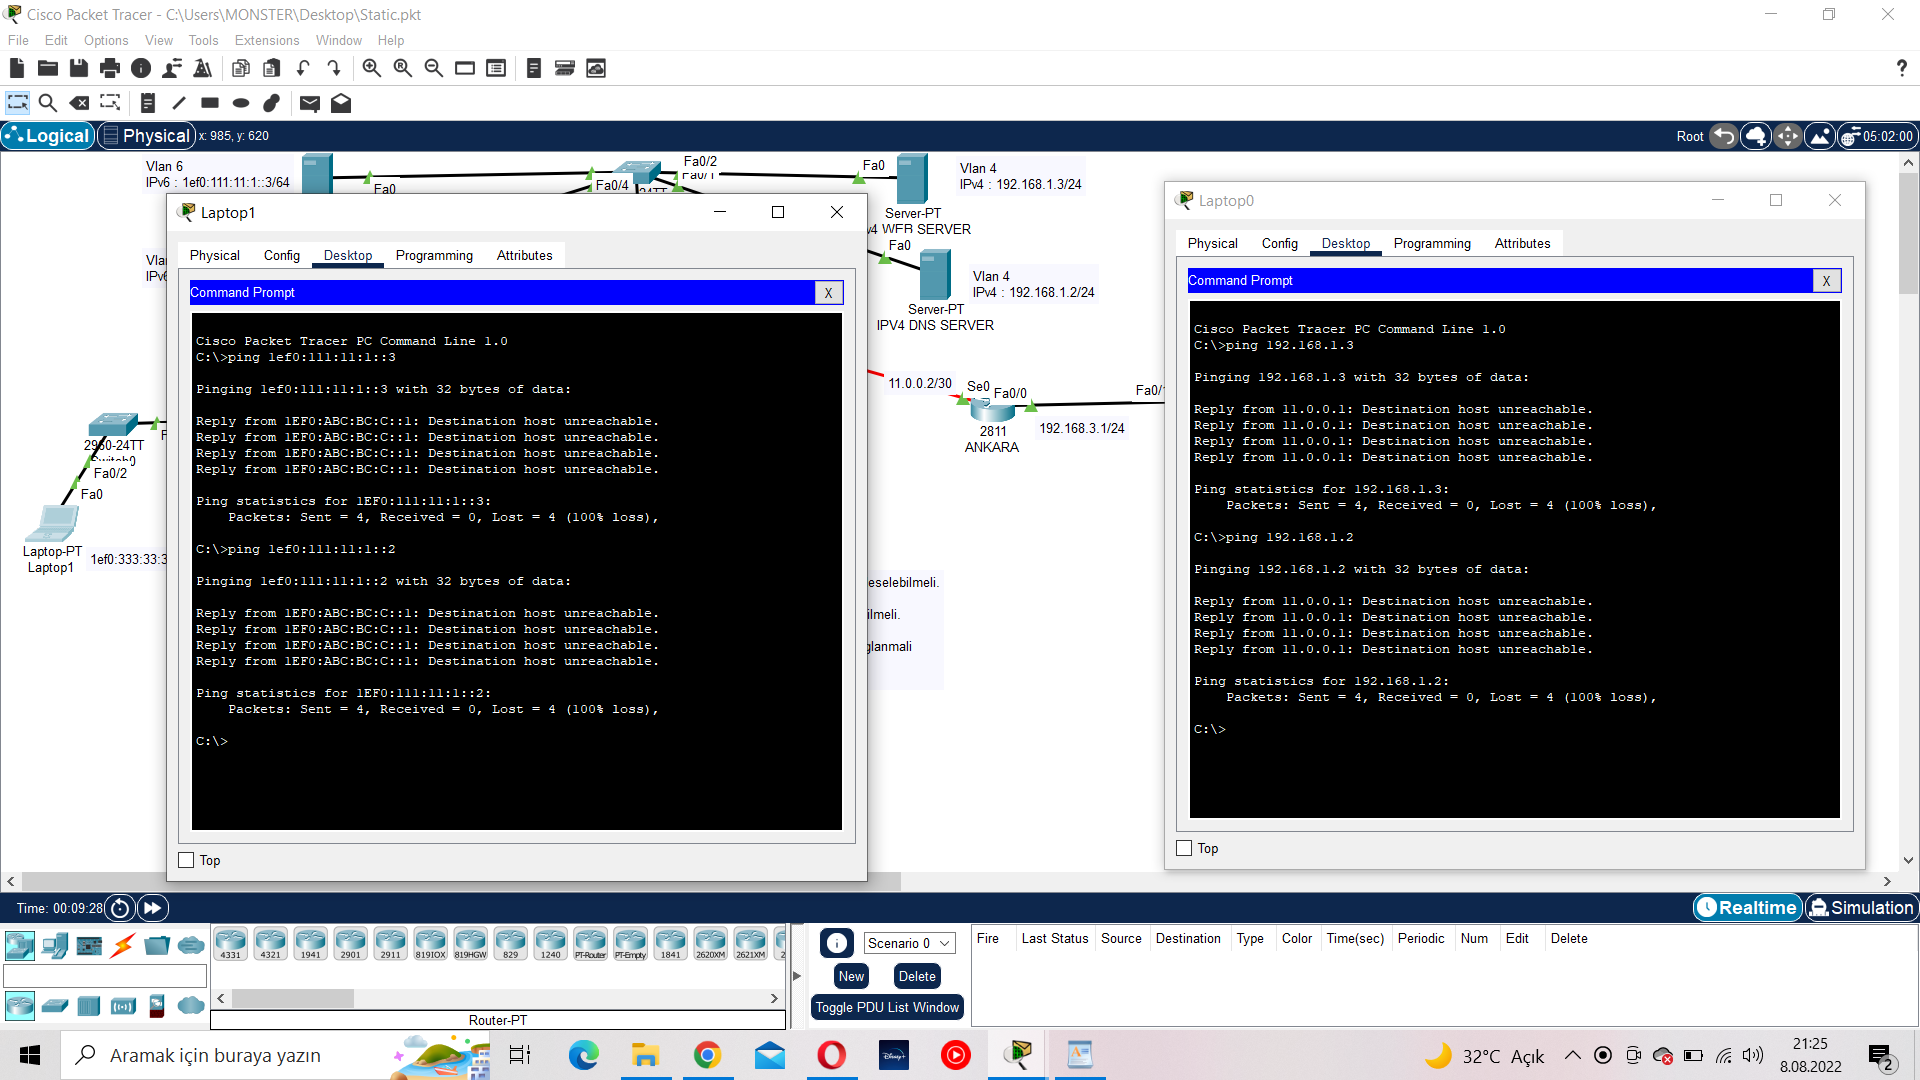 Cisco Packet Tracer - C:\Users\MONSTER\Desktop\Static.pkt
File Edit Options View Tools Extensions Window Help
Logical Physical x: 985, y: 620 Root 05:02:00
Vlan 6
IPv6 : 1ef0:111:11:1::3/64
Fa0
Fa0/4
Fa0/2
Fa0/1
24TT
Fa0
Vlan 4
IPv4 : 192.168.1.3/24
Server-PT
v4 WEB SERVER
Fa0
Vlan 4
IPv4 : 192.168.1.2/24
Server-PT
IPV4 DNS SERVER
11.0.0.2/30
Se0
Fa0/0
Fa0/
2811
ANKARA
192.168.3.1/24
2960-24TT
Switch0
Fa0/2
Fa0
Laptop-PT
Laptop1
1ef0:333:33:3
eselebilmeli.
ilmeli.
glanmali
Laptop1
Physical Config Desktop Programming Attributes
Command Prompt X
Cisco Packet Tracer PC Command Line 1.0
C:\>ping 1ef0:111:11:1::3
Pinging 1ef0:111:11:1::3 with 32 bytes of data:
Reply from 1EF0:ABC:BC:C::1: Destination host unreachable.
Reply from 1EF0:ABC:BC:C::1: Destination host unreachable.
Reply from 1EF0:ABC:BC:C::1: Destination host unreachable.
Reply from 1EF0:ABC:BC:C::1: Destination host unreachable.
Ping statistics for 1EF0:111:11:1::3:
Packets: Sent = 4, Received = 0, Lost = 4 (100% loss),
C:\>ping 1ef0:111:11:1::2
Pinging 1ef0:111:11:1::2 with 32 bytes of data:
Reply from 1EF0:ABC:BC:C::1: Destination host unreachable.
Reply from 1EF0:ABC:BC:C::1: Destination host unreachable.
Reply from 1EF0:ABC:BC:C::1: Destination host unreachable.
Reply from 1EF0:ABC:BC:C::1: Destination host unreachable.
Ping statistics for 1EF0:111:11:1::2:
Packets: Sent = 4, Received = 0, Lost = 4 (100% loss),
C:\>
Top
Laptop0
Physical Config Desktop Programming Attributes
Command Prompt X
Cisco Packet Tracer PC Command Line 1.0
C:\>ping 192.168.1.3
Pinging 192.168.1.3 with 32 bytes of data:
Reply from 11.0.0.1: Destination host unreachable.
Reply from 11.0.0.1: Destination host unreachable.
Reply from 11.0.0.1: Destination host unreachable.
Reply from 11.0.0.1: Destination host unreachable.
Ping statistics for 192.168.1.3:
Packets: Sent = 4, Received = 0, Lost = 4 (100% loss),
C:\>ping 192.168.1.2
Pinging 192.168.1.2 with 32 bytes of data:
Reply from 11.0.0.1: Destination host unreachable.
Reply from 11.0.0.1: Destination host unreachable.
Reply from 11.0.0.1: Destination host unreachable.
Reply from 11.0.0.1: Destination host unreachable.
Ping statistics for 192.168.1.2:
Packets: Sent = 4, Received = 0, Lost = 4 (100% loss),
C:\>
Top
Time: 00:09:28 Realtime Simulation
4331 4321 1941 2901 2911 819IOX 819HGW 829 1240 PT-Router PT-Empty 1841 2620XM 2621XM 2
Router-PT
Scenario 0
New Delete
Toggle PDU List Window
Fire Last Status Source Destination Type Color Time(sec) Periodic Num Edit Delete
Aramak için buraya yazın
Disney+
32°C Açık
21:25
8.08.2022
2